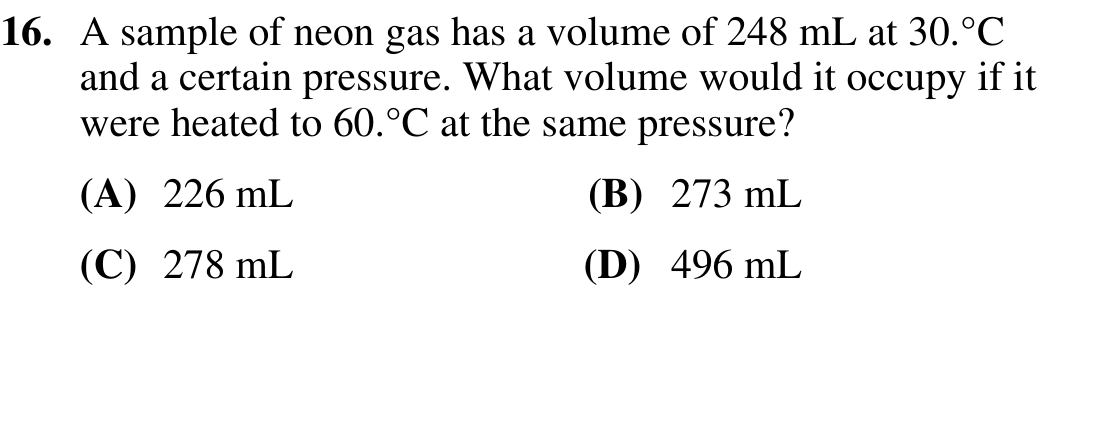 16. A sample of neon gas has a volume of 248 mL at 30.°C
and a certain pressure. What volume would it occupy if it
were heated to 60.°C at the same pressure?
(A) 226 mL (B) 273 mL
(C) 278 mL (D) 496 mL